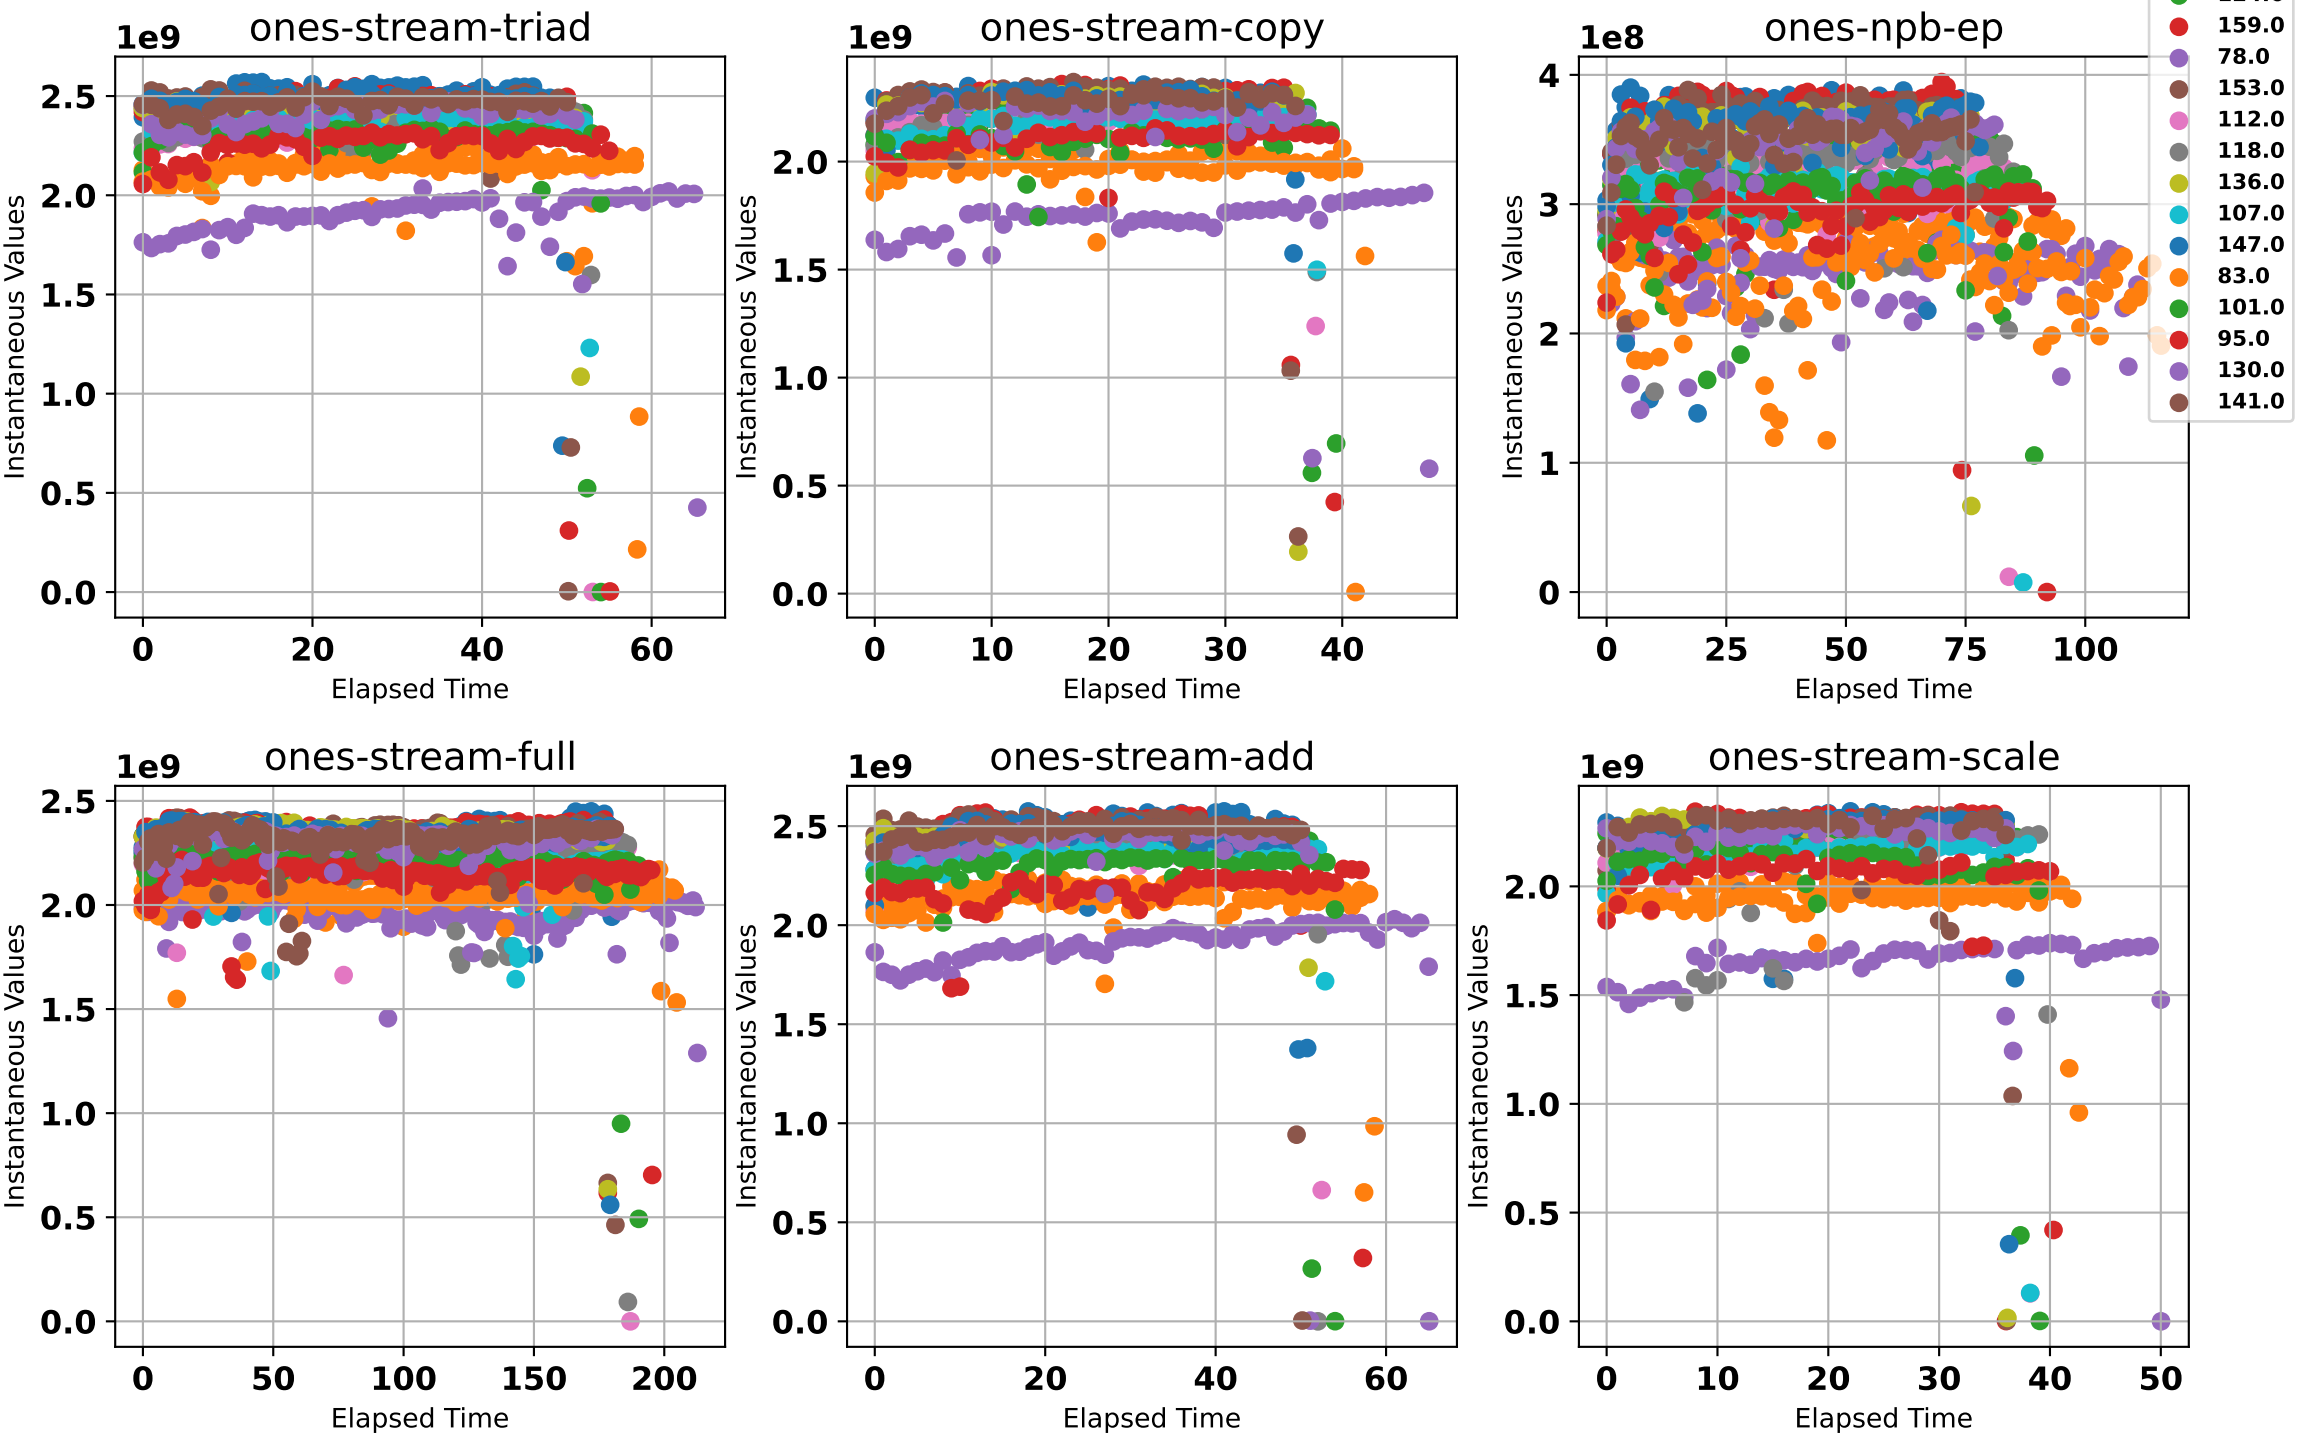 ones-stream-triad
1e9
Instantaneous Values
2.5
2.0
1.5
1.0
0.5
0.0
0 20 40 60
Elapsed Time
ones-stream-copy
1e9
Instantaneous Values
2.0
1.5
1.0
0.5
0.0
0 10 20 30 40
Elapsed Time
ones-npb-ep
1e8
Instantaneous Values
4
3
2
1
0
0 25 50 75 100
Elapsed Time
159.0
78.0
153.0
112.0
118.0
136.0
107.0
147.0
83.0
101.0
95.0
130.0
141.0
ones-stream-full
1e9
Instantaneous Values
2.5
2.0
1.5
1.0
0.5
0.0
0 50 100 150 200
Elapsed Time
ones-stream-add
1e9
Instantaneous Values
2.5
2.0
1.5
1.0
0.5
0.0
0 20 40 60
Elapsed Time
ones-stream-scale
1e9
Instantaneous Values
2.0
1.5
1.0
0.5
0.0
0 10 20 30 40 50
Elapsed Time